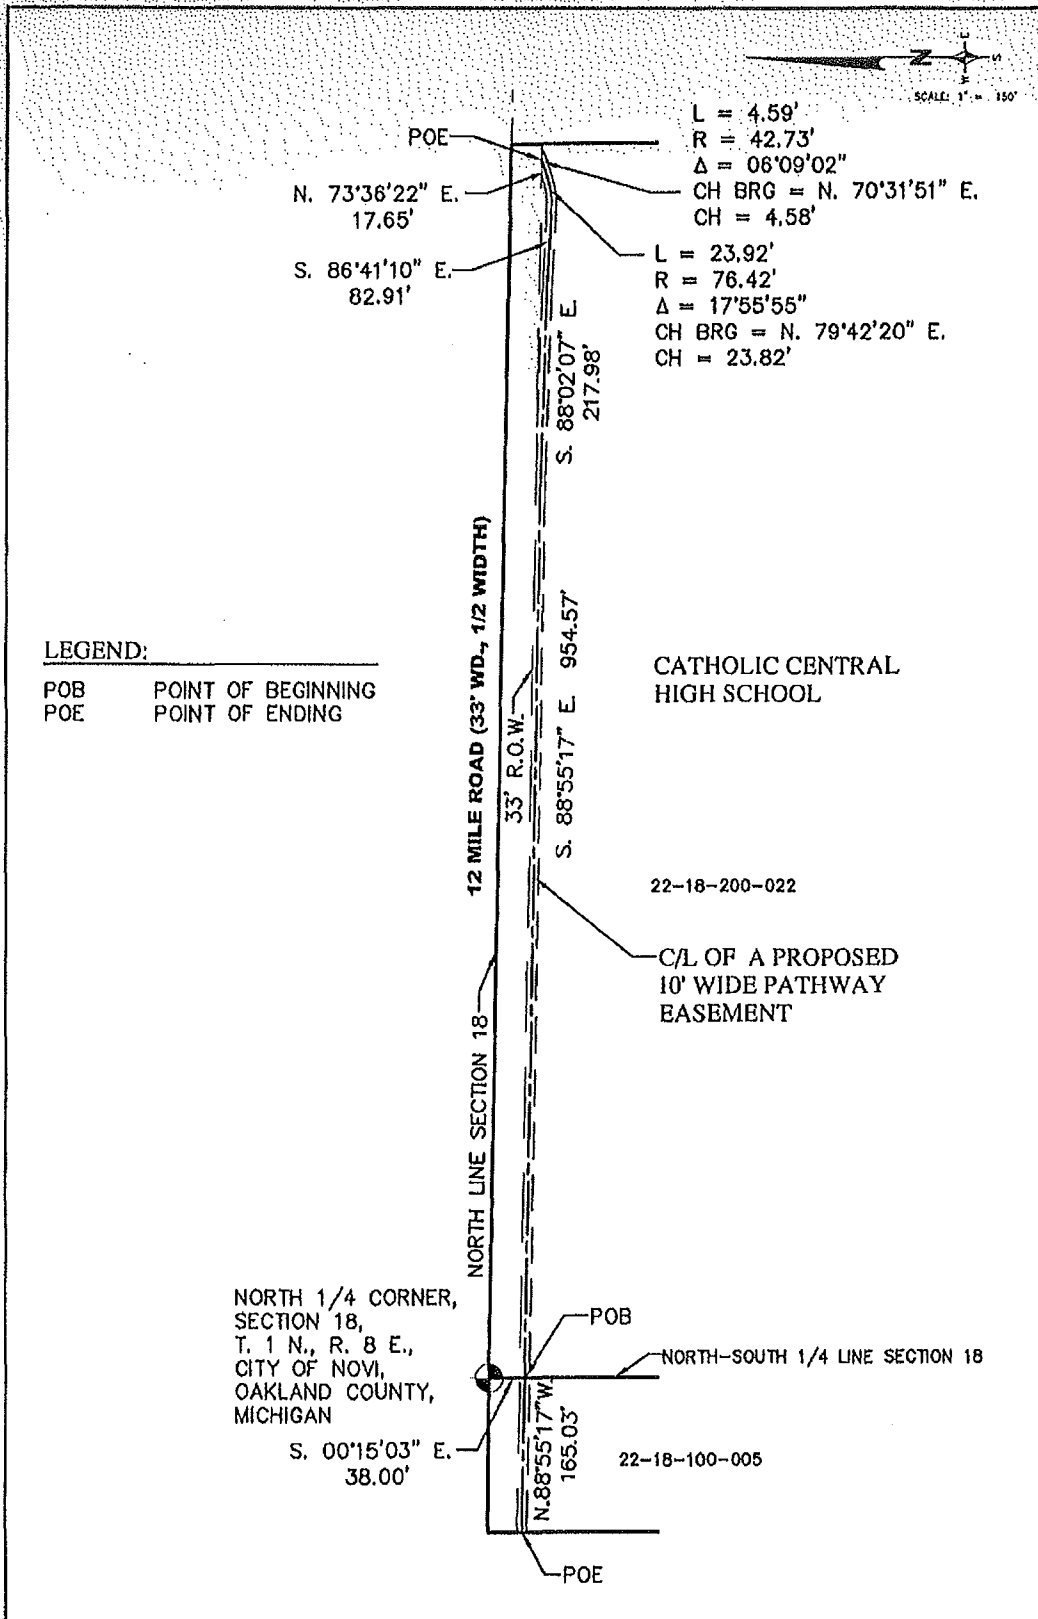 N
E
S
W
SCALE: 1" = 150'
POE
L = 4.59'
R = 42.73'
Δ = 06°09'02"
CH BRG = N. 70°31'51" E.
CH = 4.58'
N. 73°36'22" E.
17.65'
S. 86°41'10" E.
82.91'
L = 23.92'
R = 76.42'
Δ = 17°55'55"
CH BRG = N. 79°42'20" E.
CH = 23.82'
S. 88°02'07" E.
217.98'
12 MILE ROAD (33' WD., 1/2 WIDTH)
33' R.O.W.
S. 88°55'17" E. 954.57'
LEGEND:
POB POINT OF BEGINNING
POE POINT OF ENDING
CATHOLIC CENTRAL
HIGH SCHOOL
22-18-200-022
C/L OF A PROPOSED
10' WIDE PATHWAY
EASEMENT
NORTH LINE SECTION 18
NORTH 1/4 CORNER,
SECTION 18,
T. 1 N., R. 8 E.,
CITY OF NOVI,
OAKLAND COUNTY,
MICHIGAN
POB
NORTH-SOUTH 1/4 LINE SECTION 18
S. 00°15'03" E.
38.00'
N.88°55'17"W.
165.03'
22-18-100-005
POE